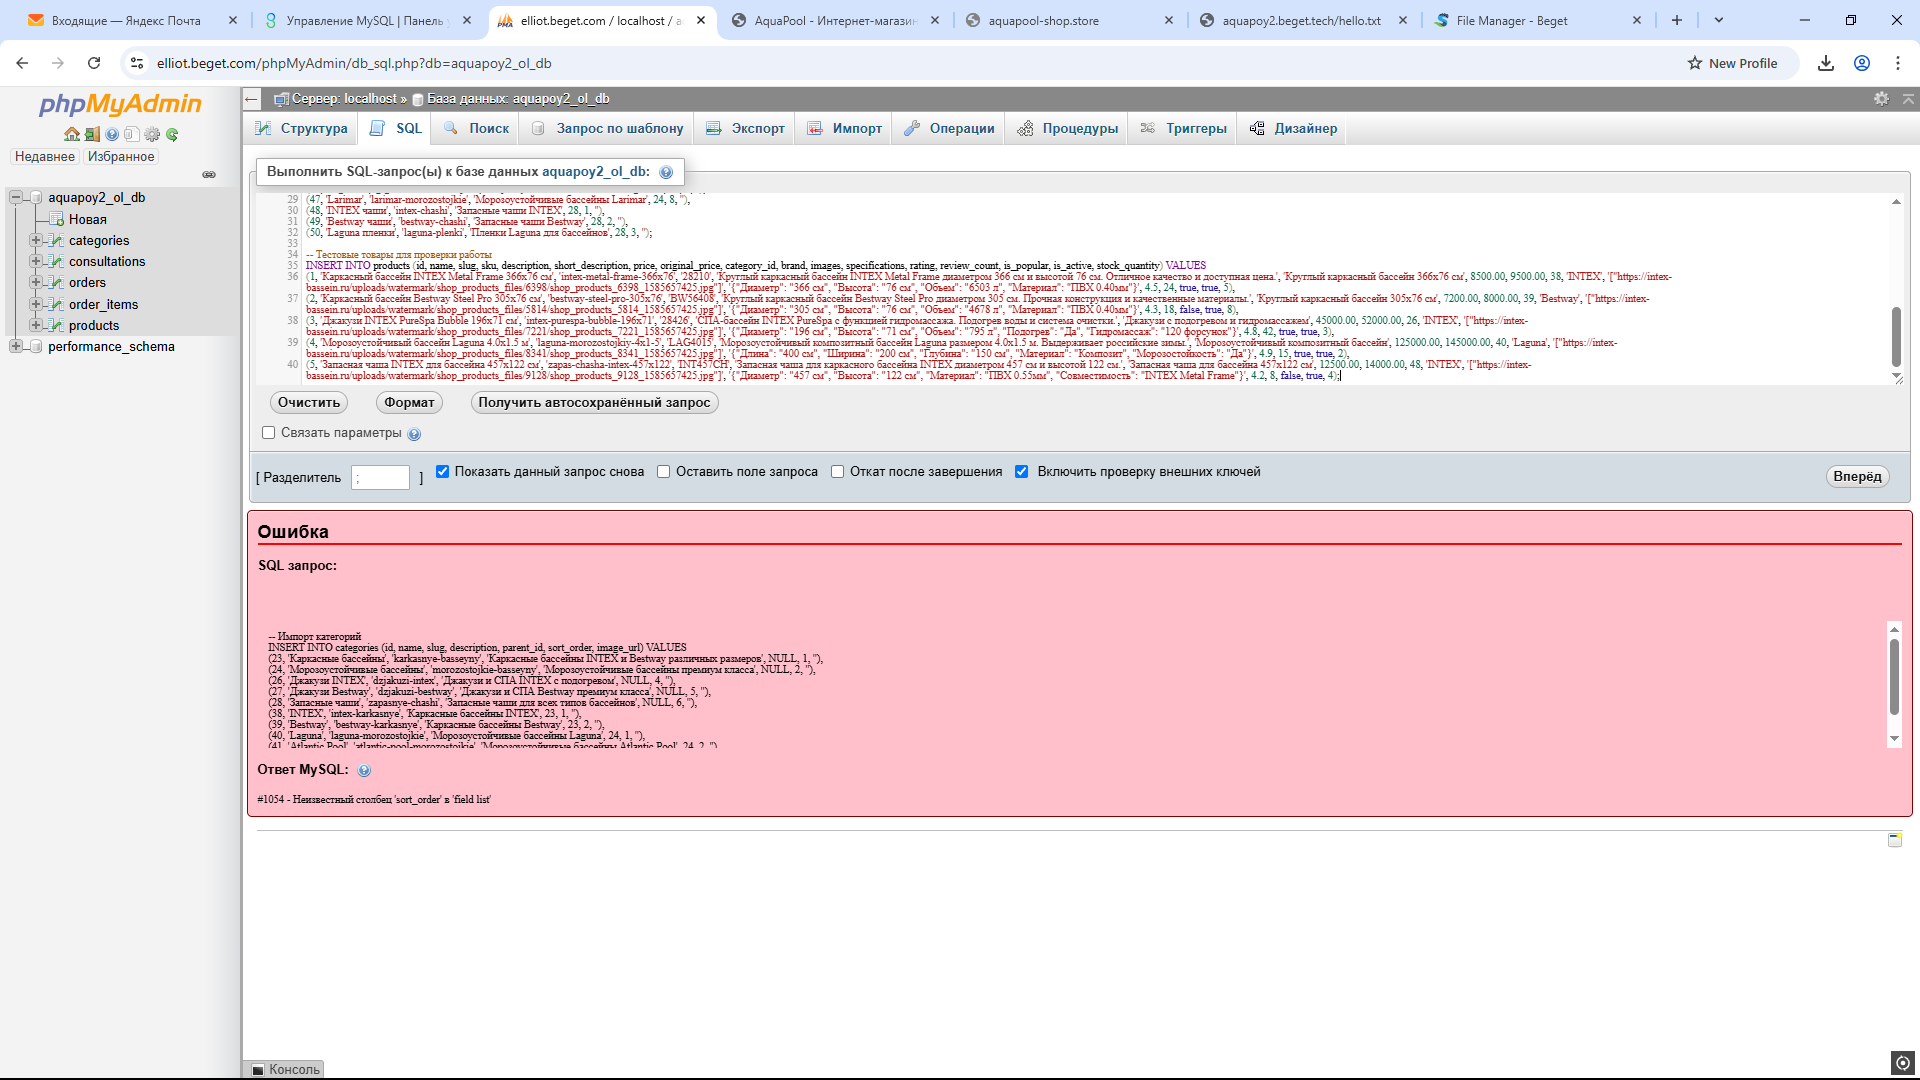 Входящие — Яндекс Почта
Управление MySQL | Панель у
elliot.beget.com / localhost / a
AquaPool - Интернет-магазин
aquapool-shop.store
aquapoy2.beget.tech/hello.txt
File Manager - Beget
elliot.beget.com/phpMyAdmin/db_sql.php?db=aquapoy2_ol_db
New Profile
phpMyAdmin
Недавнее Избранное
aquapoy2_ol_db
Новая
categories
consultations
orders
order_items
products
performance_schema
Сервер: localhost » База данных: aquapoy2_ol_db
Структура SQL Поиск Запрос по шаблону Экспорт Импорт Операции Процедуры Триггеры Дизайнер
Выполнить SQL-запрос(ы) к базе данных aquapoy2_ol_db:
29 (47, 'Larimar', 'larimar-morozostojkie', 'Морозоустойчивые бассейны Larimar', 24, 8, ''),
30 (48, 'INTEX чаши', 'intex-chashi', 'Запасные чаши INTEX', 28, 1, ''),
31 (49, 'Bestway чаши', 'bestway-chashi', 'Запасные чаши Bestway', 28, 2, ''),
32 (50, 'Laguna пленки', 'laguna-plenki', 'Пленки Laguna для бассейнов', 28, 3, '');
33
34 -- Тестовые товары для проверки работы
35 INSERT INTO products (id, name, slug, sku, description, short_description, price, original_price, category_id, brand, images, specifications, rating, review_count, is_popular, is_active, stock_quantity) VALUES
36 (1, 'Каркасный бассейн INTEX Metal Frame 366x76 см', 'intex-metal-frame-366x76', '28210', 'Круглый каркасный бассейн INTEX Metal Frame диаметром 366 см и высотой 76 см. Отличное качество и доступная цена.', 'Круглый каркасный бассейн 366x76 см', 8500.00, 9500.00, 38, 'INTEX', '["https://intex-
bassein.ru/uploads/watermark/shop_products_files/6398/shop_products_6398_1585657425.jpg"]', '{"Диаметр": "366 см", "Высота": "76 см", "Объем": "6503 л", "Материал": "ПВХ 0.40мм"}', 4.5, 24, true, true, 5),
37 (2, 'Каркасный бассейн Bestway Steel Pro 305x76 см', 'bestway-steel-pro-305x76', 'BW56408', 'Круглый каркасный бассейн Bestway Steel Pro диаметром 305 см. Прочная конструкция и качественные материалы.', 'Круглый каркасный бассейн 305x76 см', 7200.00, 8000.00, 39, 'Bestway', '["https://intex-
bassein.ru/uploads/watermark/shop_products_files/5814/shop_products_5814_1585657425.jpg"]', '{"Диаметр": "305 см", "Высота": "76 см", "Объем": "4678 л", "Материал": "ПВХ 0.40мм"}', 4.3, 18, false, true, 8),
38 (3, 'Джакузи INTEX PureSpa Bubble 196x71 см', 'intex-purespa-bubble-196x71', '28426', 'СПА-бассейн INTEX PureSpa с функцией гидромассажа. Подогрев воды и система очистки.', 'Джакузи с подогревом и гидромассажем', 45000.00, 52000.00, 26, 'INTEX', '["https://intex-
bassein.ru/uploads/watermark/shop_products_files/7221/shop_products_7221_1585657425.jpg"]', '{"Диаметр": "196 см", "Высота": "71 см", "Объем": "795 л", "Подогрев": "Да", "Гидромассаж": "120 форсунок"}', 4.8, 42, true, true, 3),
39 (4, 'Морозоустойчивый бассейн Laguna 4.0x1.5 м', 'laguna-morozostojkiy-4x1-5', 'LAG4015', 'Морозоустойчивый композитный бассейн Laguna размером 4.0x1.5 м. Выдерживает российские зимы.', 'Морозоустойчивый композитный бассейн', 125000.00, 145000.00, 40, 'Laguna', '["https://intex-
bassein.ru/uploads/watermark/shop_products_files/8341/shop_products_8341_1585657425.jpg"]', '{"Длина": "400 см", "Ширина": "200 см", "Глубина": "150 см", "Материал": "Композит", "Морозостойкость": "Да"}', 4.9, 15, true, true, 2),
40 (5, 'Запасная чаша INTEX для бассейна 457x122 см', 'zapas-chasha-intex-457x122', 'INT457CH', 'Запасная чаша для каркасного бассейна INTEX диаметром 457 см и высотой 122 см.', 'Запасная чаша для бассейна 457x122 см', 12500.00, 14000.00, 48, 'INTEX', '["https://intex-
bassein.ru/uploads/watermark/shop_products_files/9128/shop_products_9128_1585657425.jpg"]', '{"Диаметр": "457 см", "Высота": "122 см", "Материал": "ПВХ 0.55мм", "Совместимость": "INTEX Metal Frame"}', 4.2, 8, false, true, 4);
Очистить Формат Получить автосохранённый запрос
Связать параметры
[ Разделитель ; ] Показать данный запрос снова Оставить поле запроса Откат после завершения Включить проверку внешних ключей Вперёд
Ошибка
SQL запрос:
-- Импорт категорий
INSERT INTO categories (id, name, slug, description, parent_id, sort_order, image_url) VALUES
(23, 'Каркасные бассейны', 'karkasnye-basseyny', 'Каркасные бассейны INTEX и Bestway различных размеров', NULL, 1, ''),
(24, 'Морозоустойчивые бассейны', 'morozostojkie-basseyny', 'Морозоустойчивые бассейны премиум класса', NULL, 2, ''),
(26, 'Джакузи INTEX', 'dzjakuzi-intex', 'Джакузи и СПА INTEX с подогревом', NULL, 4, ''),
(27, 'Джакузи Bestway', 'dzjakuzi-bestway', 'Джакузи и СПА Bestway премиум класса', NULL, 5, ''),
(28, 'Запасные чаши', 'zapasnye-chashi', 'Запасные чаши для всех типов бассейнов', NULL, 6, ''),
(38, 'INTEX', 'intex-karkasnye', 'Каркасные бассейны INTEX', 23, 1, ''),
(39, 'Bestway', 'bestway-karkasnye', 'Каркасные бассейны Bestway', 23, 2, ''),
(40, 'Laguna', 'laguna-morozostojkie', 'Морозоустойчивые бассейны Laguna', 24, 1, ''),
(41, 'Atlantic Pool', 'atlantic-pool-morozostojkie', 'Морозоустойчивые бассейны Atlantic Pool', 24, 2, '')
Ответ MySQL:
#1054 - Неизвестный столбец 'sort_order' в 'field list'
Консоль